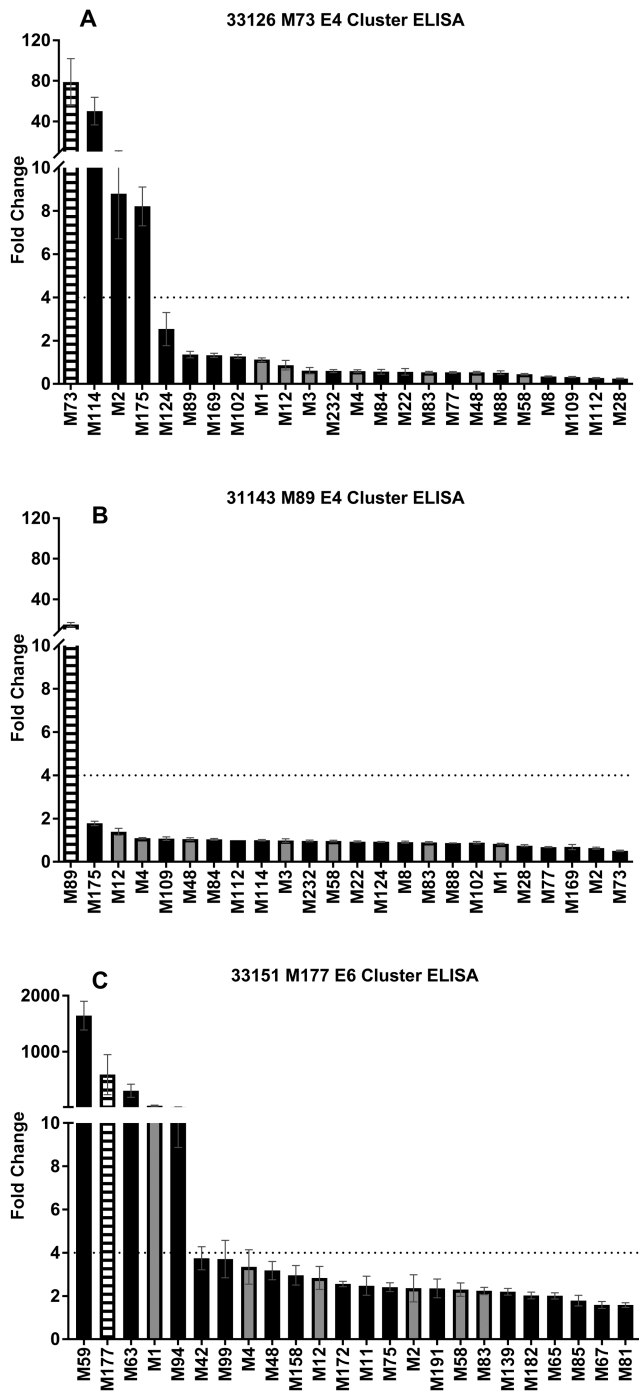 A
33126 M73 E4 Cluster ELISA
120
80
40
10
8
6
4
2
0
Fold Change
M73 M114 M2 M175 M124 M89 M169 M102 M1 M12 M3 M232 M4 M84 M22 M83 M77 M48 M88 M58 M8 M109 M112 M28
B
31143 M89 E4 Cluster ELISA
120
80
40
10
8
6
4
2
0
Fold Change
M89 M175 M12 M4 M109 M48 M84 M112 M114 M3 M232 M58 M22 M124 M8 M83 M88 M102 M1 M28 M77 M169 M2 M73
C
33151 M177 E6 Cluster ELISA
2000
1000
10
8
6
4
2
0
Fold Change
M59 M177 M63 M1 M94 M42 M99 M4 M48 M158 M12 M172 M11 M75 M2 M191 M58 M83 M139 M182 M65 M85 M67 M81